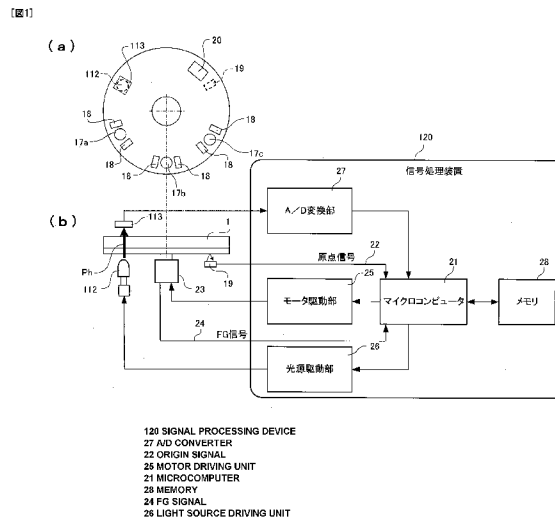 [図1]
(a)
20
113
112
19
18
17a
18
18
17c
18
18
17b
18
120
信号処理装置
27
A/D変換部
(b)
113
1
原点信号
22
21
28
Ph
112
23
19
25
モータ駆動部
マイクロコンピュータ
メモリ
24
FG信号
26
光源駆動部
120 SIGNAL PROCESSING DEVICE
27 A/D CONVERTER
22 ORIGIN SIGNAL
25 MOTOR DRIVING UNIT
21 MICROCOMPUTER
28 MEMORY
24 FG SIGNAL
26 LIGHT SOURCE DRIVING UNIT